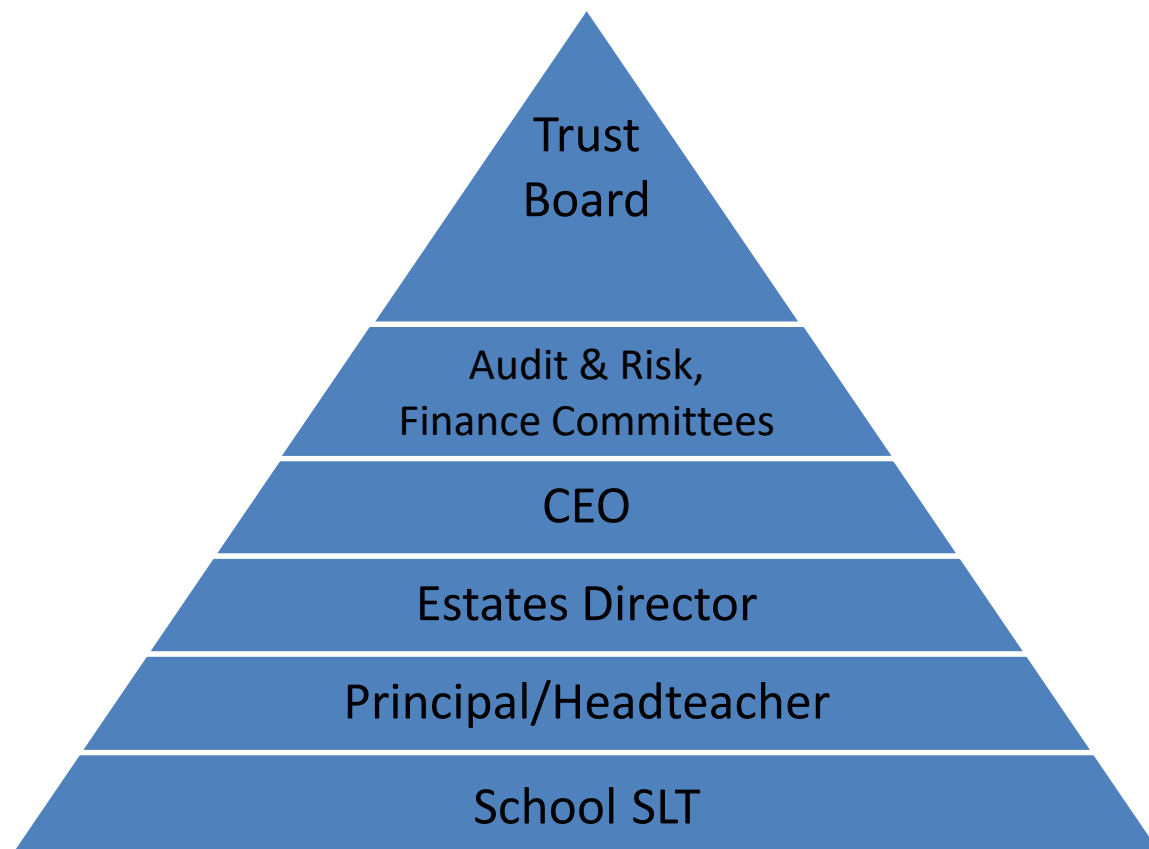 Trust
Board
Audit & Risk,
Finance Committees
CEO
Estates Director
Principal/Headteacher
School SLT